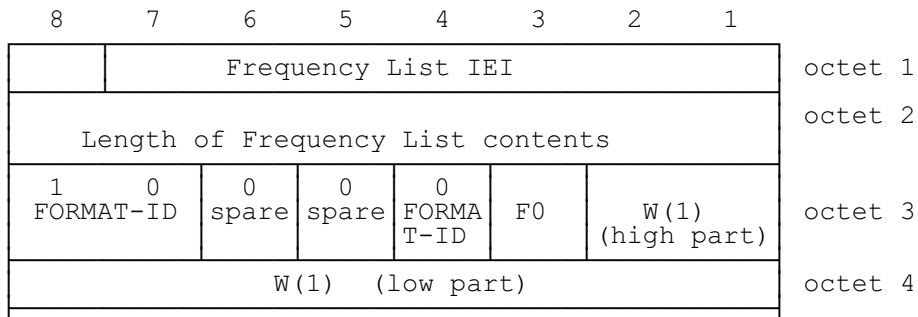 8 7 6 5 4 3 2 1
Frequency List IEI octet 1
octet 2
Length of Frequency List contents
1 0 0 0 0
FORMAT-ID spare spare FORMA F0 W(1) octet 3
T-ID (high part)
W(1) (low part) octet 4